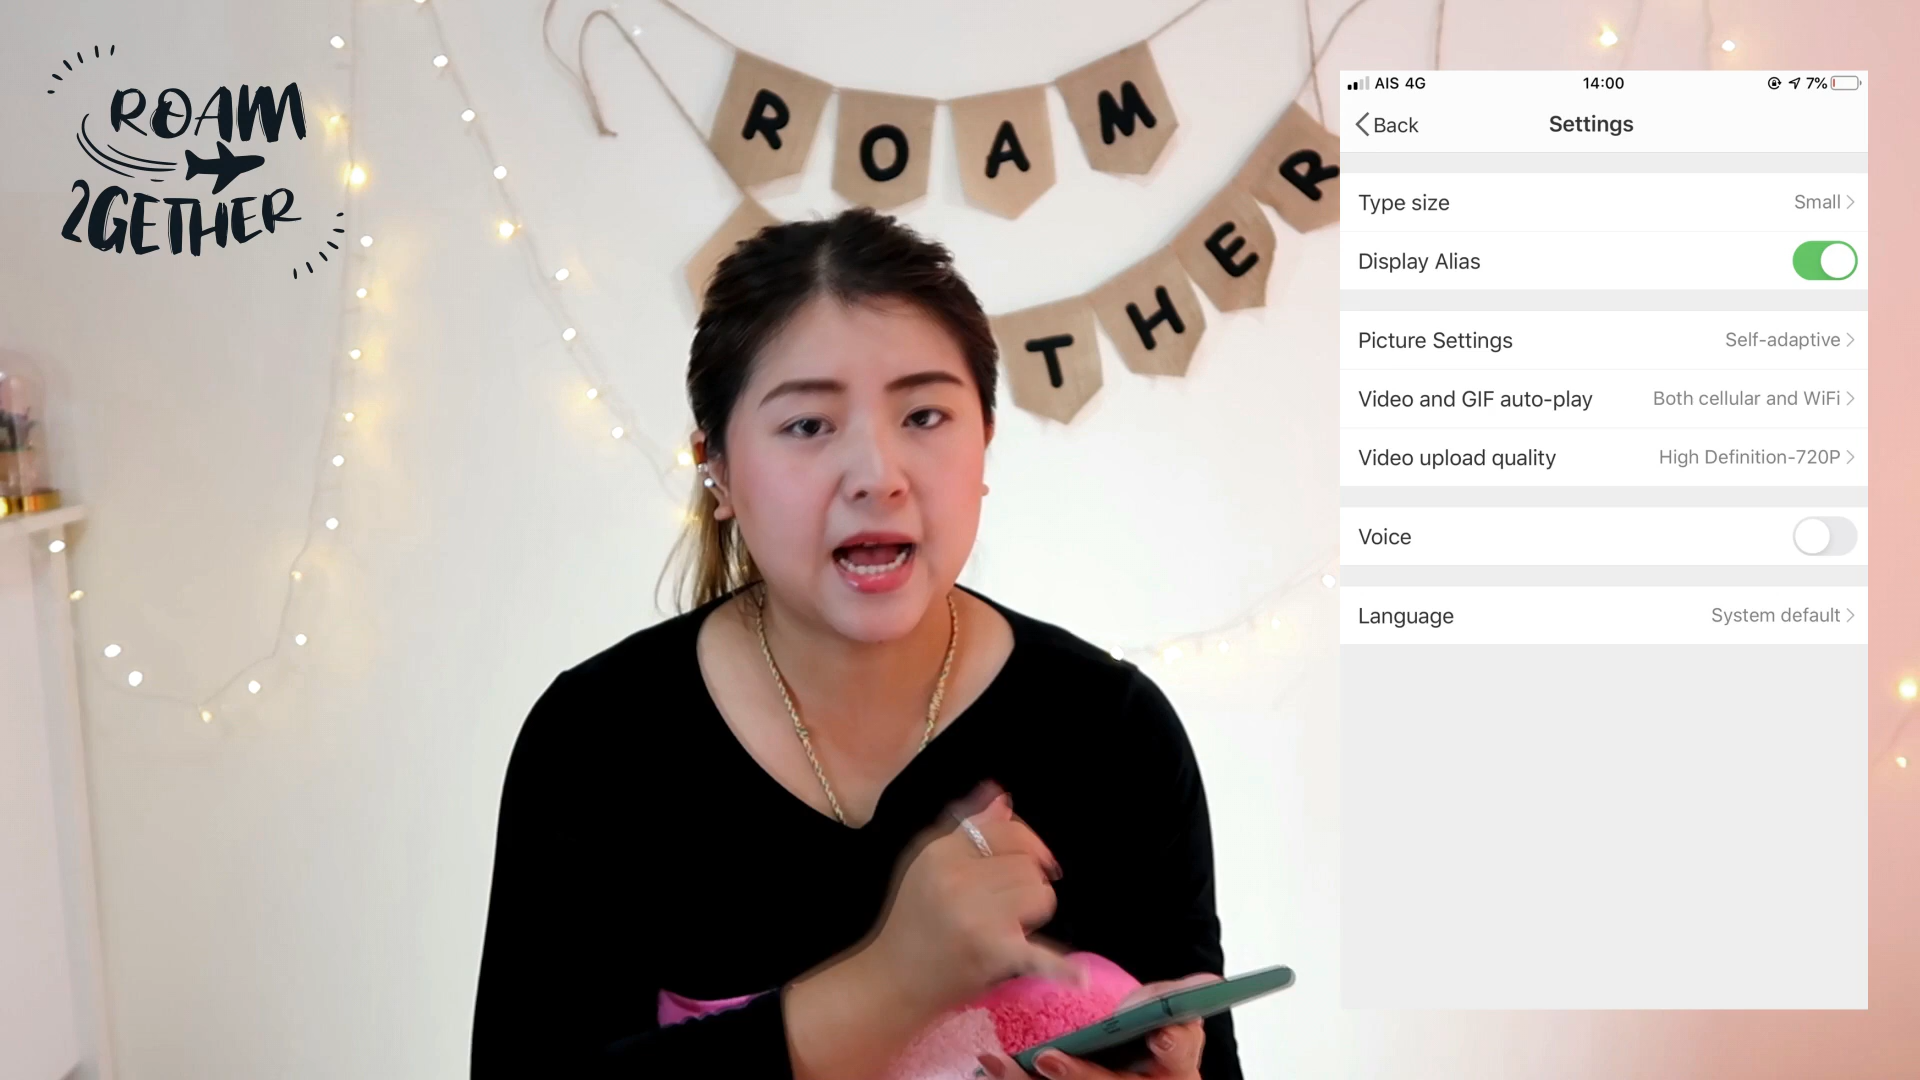 ROAM
2GETHER
ROAM
THER
AIS 4G 14:00 7%
Back Settings
Type size Small
Display Alias
Picture Settings Self-adaptive
Video and GIF auto-play Both cellular and WiFi
Video upload quality High Definition-720P
Voice
Language System default